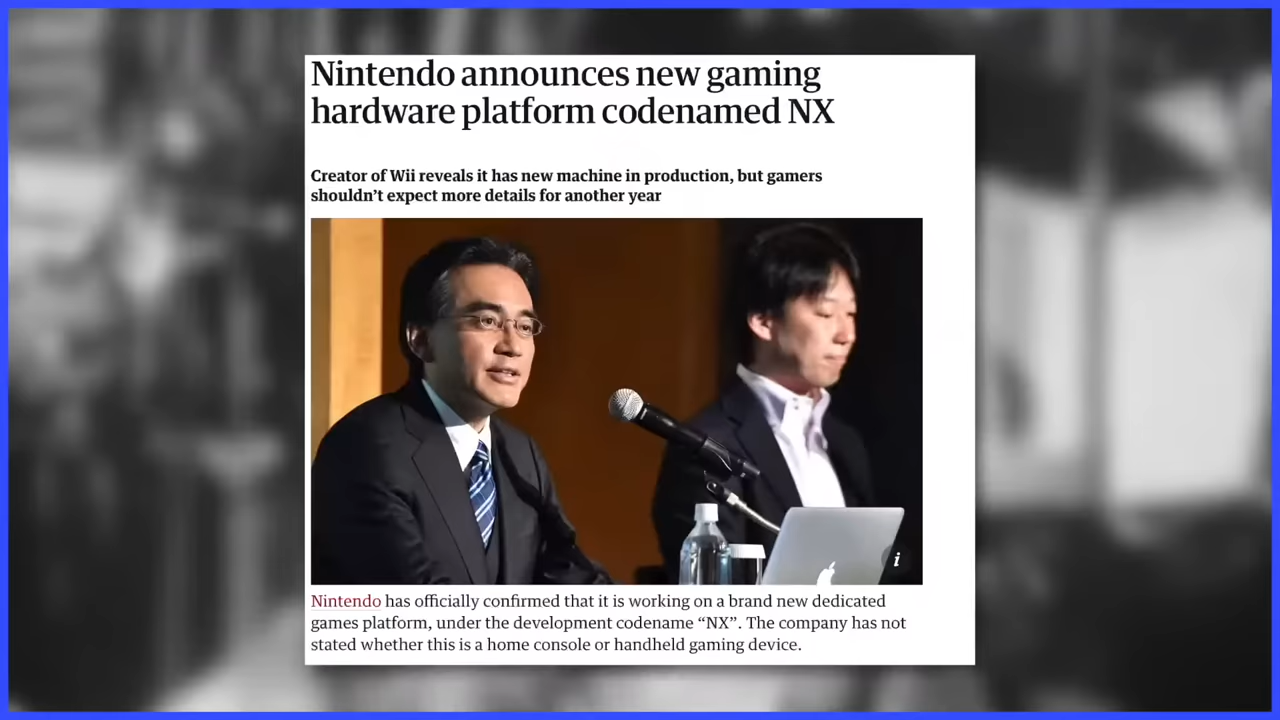 Nintendo announces new gaming
hardware platform codenamed NX
Creator of Wii reveals it has new machine in production, but gamers
shouldn’t expect more details for another year
i
Nintendo has officially confirmed that it is working on a brand new dedicated
games platform, under the development codename “NX”. The company has not
stated whether this is a home console or handheld gaming device.